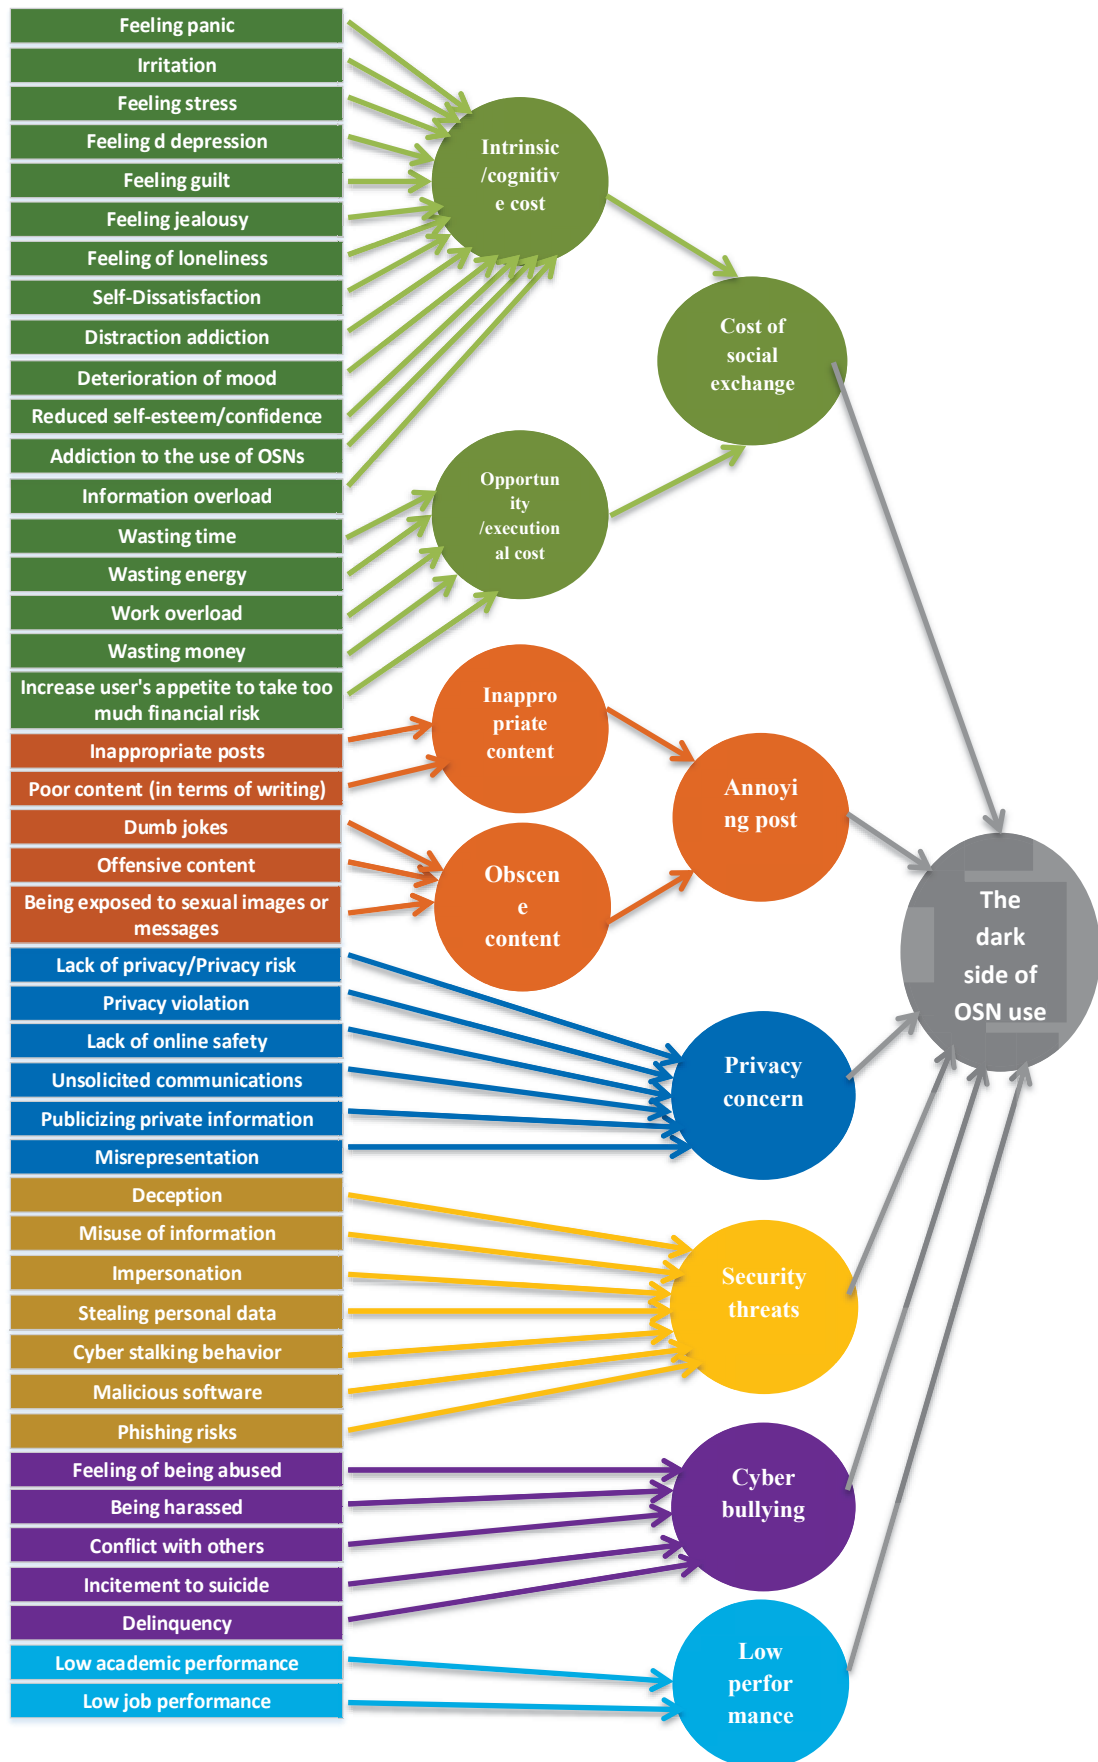 Feeling panic
Irritation
Feeling stress
Feeling d depression
Feeling guilt
Feeling jealousy
Feeling of loneliness
Self-Dissatisfaction
Distraction addiction
Deterioration of mood
Reduced self-esteem/confidence
Addiction to the use of OSNs
Information overload
Wasting time
Wasting energy
Work overload
Wasting money
Increase user's appetite to take too
much financial risk
Inappropriate posts
Poor content (in terms of writing)
Dumb jokes
Offensive content
Being exposed to sexual images or
messages
Lack of privacy/Privacy risk
Privacy violation
Lack of online safety
Unsolicited communications
Publicizing private information
Misrepresentation
Deception
Misuse of information
Impersonation
Stealing personal data
Cyber stalking behavior
Malicious software
Phishing risks
Feeling of being abused
Being harassed
Conflict with others
Incitement to suicide
Delinquency
Low academic performance
Low job performance
Intrinsic
/cognitiv
e cost
Opportun
ity
/execution
al cost
Inappro
priate
content
Obscen
e
content
Cost of
social
exchange
Annoyi
ng post
Privacy
concern
Security
threats
Cyber
bullying
Low
perfor
mance
The
dark
side of
OSN use